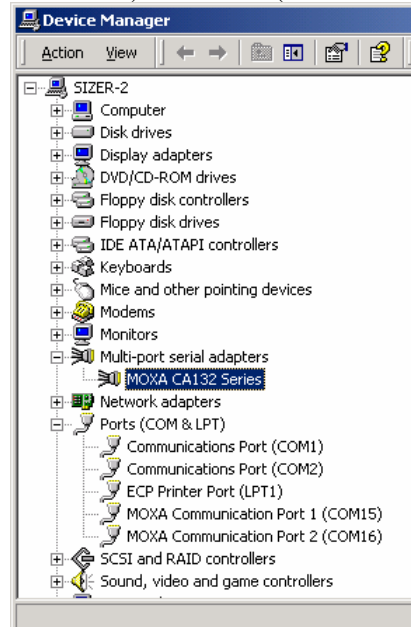 Device Manager
Action View
SIZER-2
Computer
Disk drives
Display adapters
DVD/CD-ROM drives
Floppy disk controllers
Floppy disk drives
IDE ATA/ATAPI controllers
Keyboards
Mice and other pointing devices
Modems
Monitors
Multi-port serial adapters
MOXA CA132 Series
Network adapters
Ports (COM & LPT)
Communications Port (COM1)
Communications Port (COM2)
ECP Printer Port (LPT1)
MOXA Communication Port 1 (COM15)
MOXA Communication Port 2 (COM16)
SCSI and RAID controllers
Sound, video and game controllers